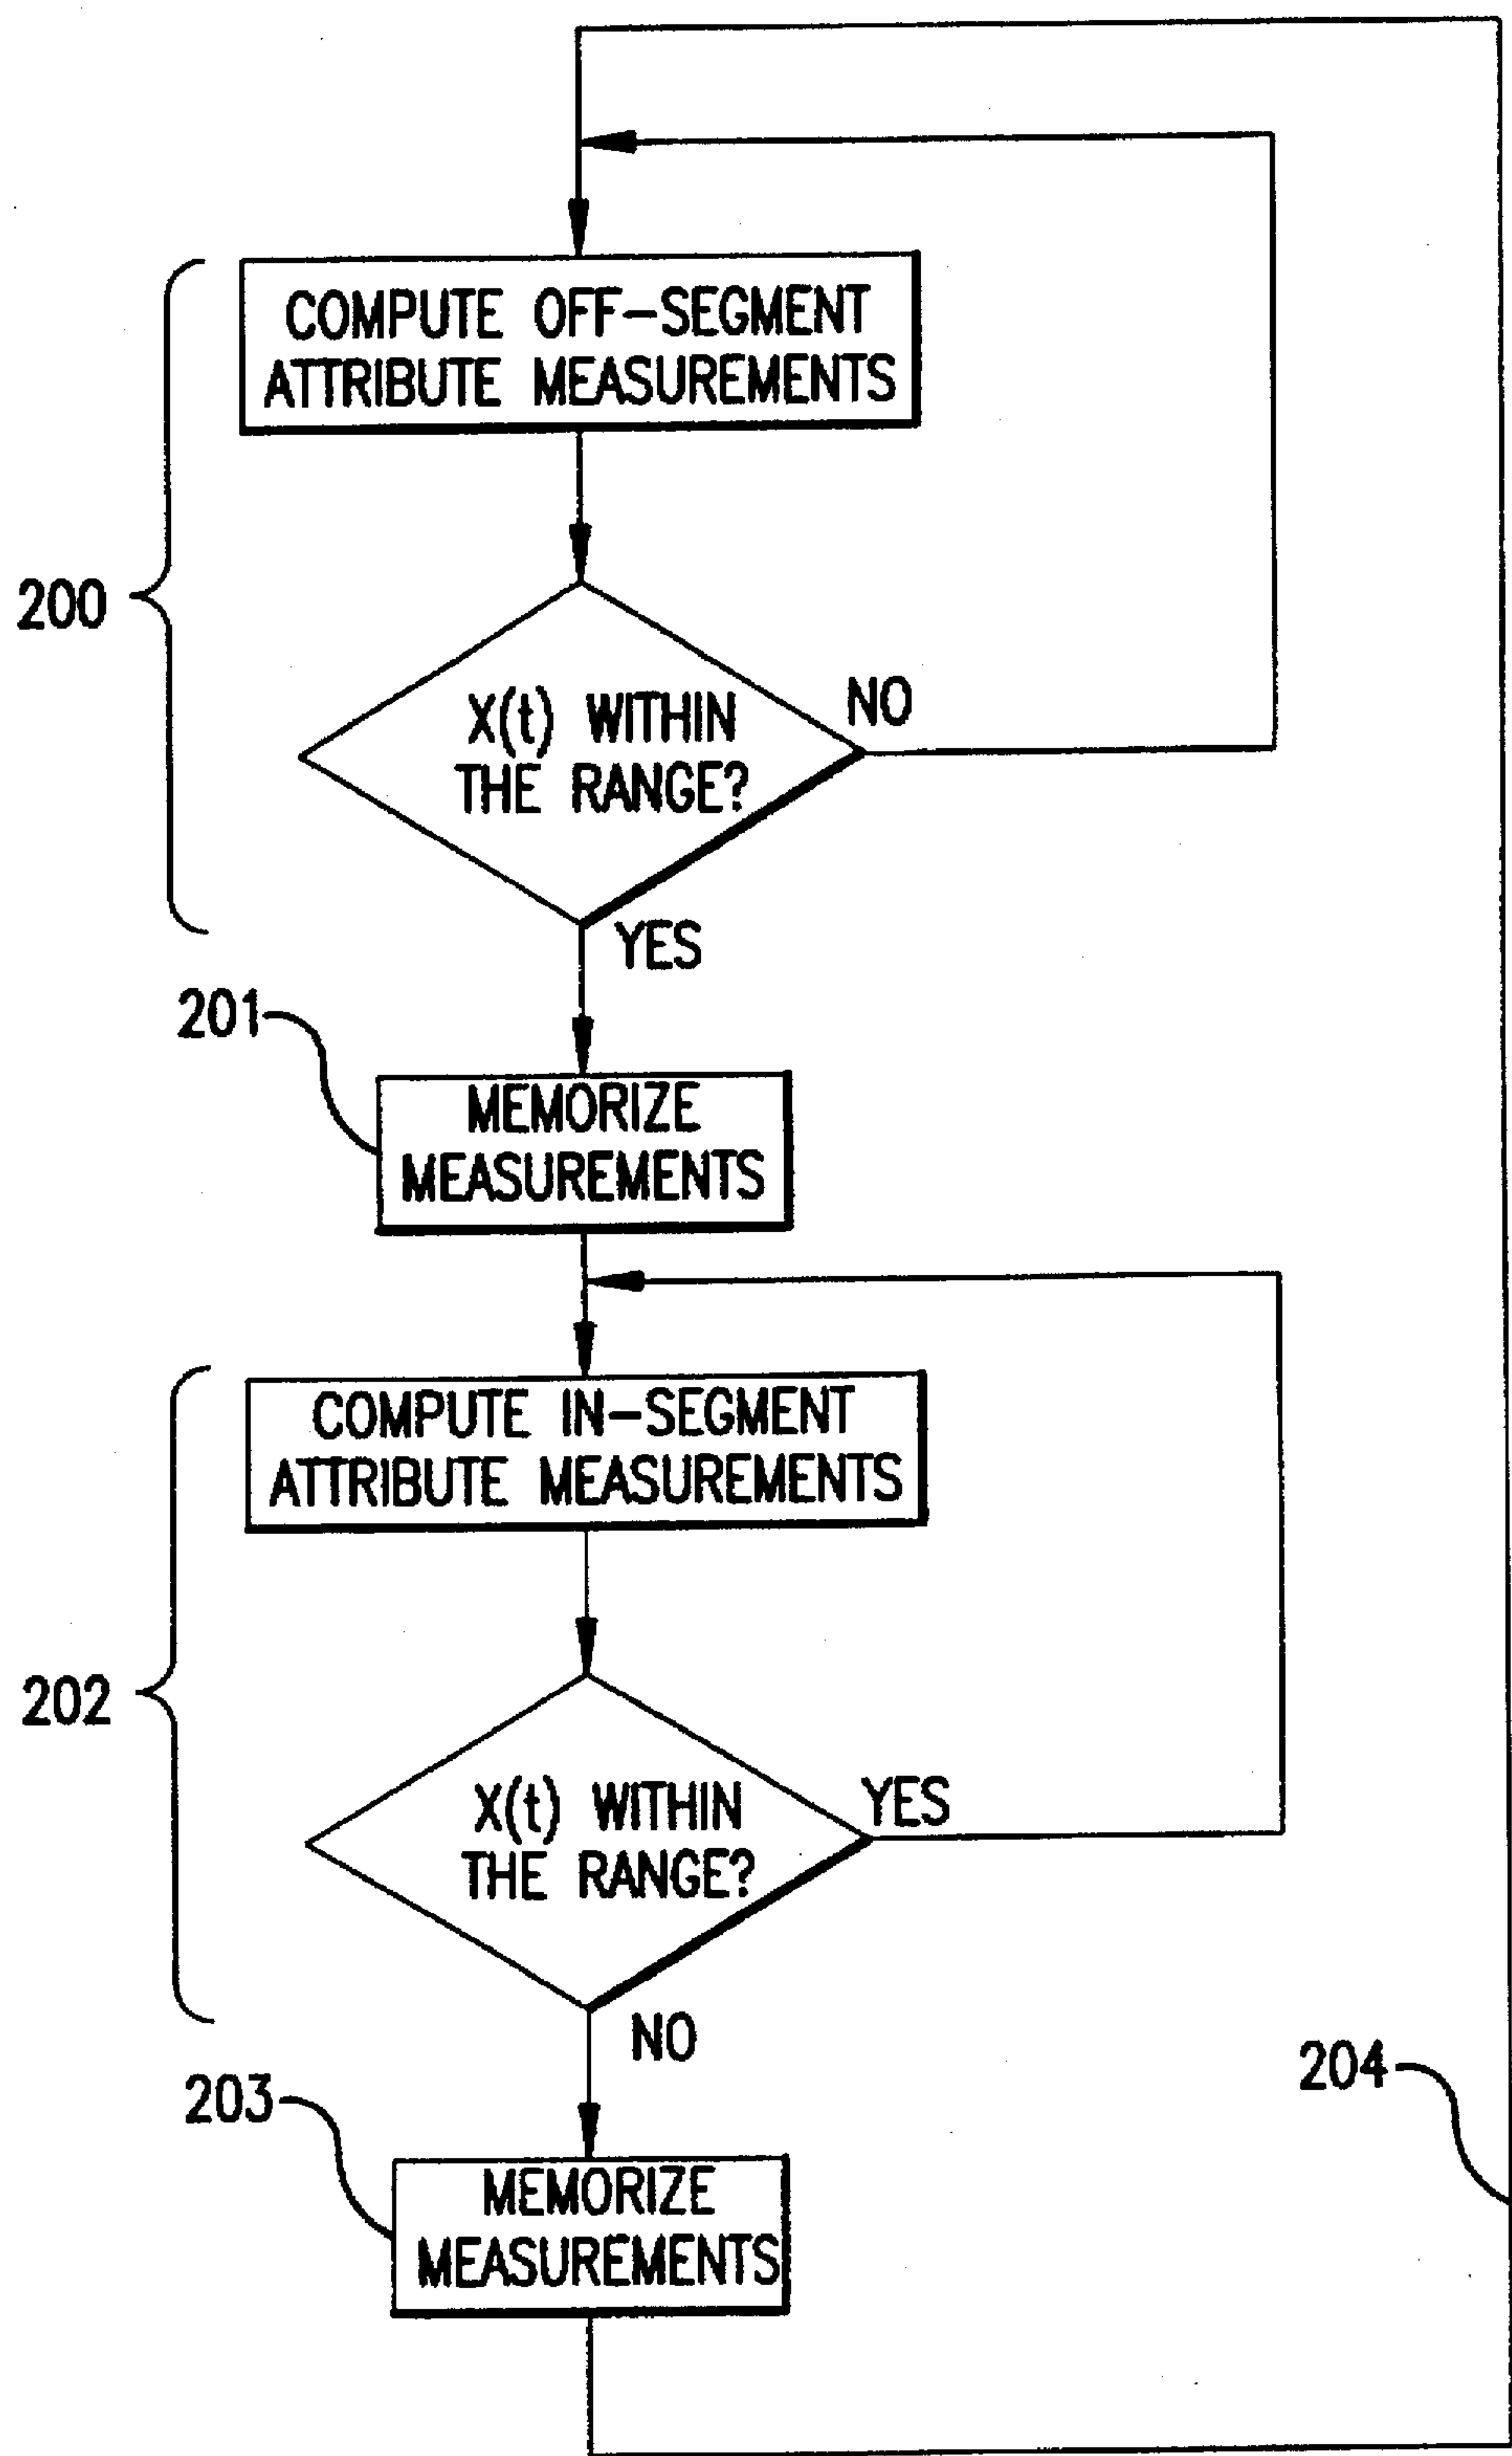 COMPUTE OFF-SEGMENT
ATTRIBUTE MEASUREMENTS
200
X(t) WITHIN
THE RANGE?
NO
YES
201
MEMORIZE
MEASUREMENTS
COMPUTE IN-SEGMENT
ATTRIBUTE MEASUREMENTS
202
X(t) WITHIN
THE RANGE?
YES
NO
204
203
MEMORIZE
MEASUREMENTS